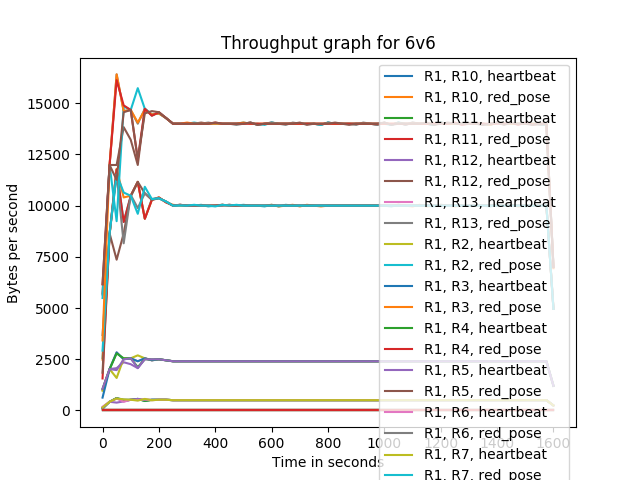 Throughput graph for 6v6
Bytes per second
15000
12500
10000
7500
5000
2500
0
0 200 400 600 800 1000 1200 1400 1600
Time in seconds
R1, R10, heartbeat
R1, R10, red_pose
R1, R11, heartbeat
R1, R11, red_pose
R1, R12, heartbeat
R1, R12, red_pose
R1, R13, heartbeat
R1, R13, red_pose
R1, R2, heartbeat
R1, R2, red_pose
R1, R3, heartbeat
R1, R3, red_pose
R1, R4, heartbeat
R1, R4, red_pose
R1, R5, heartbeat
R1, R5, red_pose
R1, R6, heartbeat
R1, R6, red_pose
R1, R7, heartbeat
R1, R7, red_pose